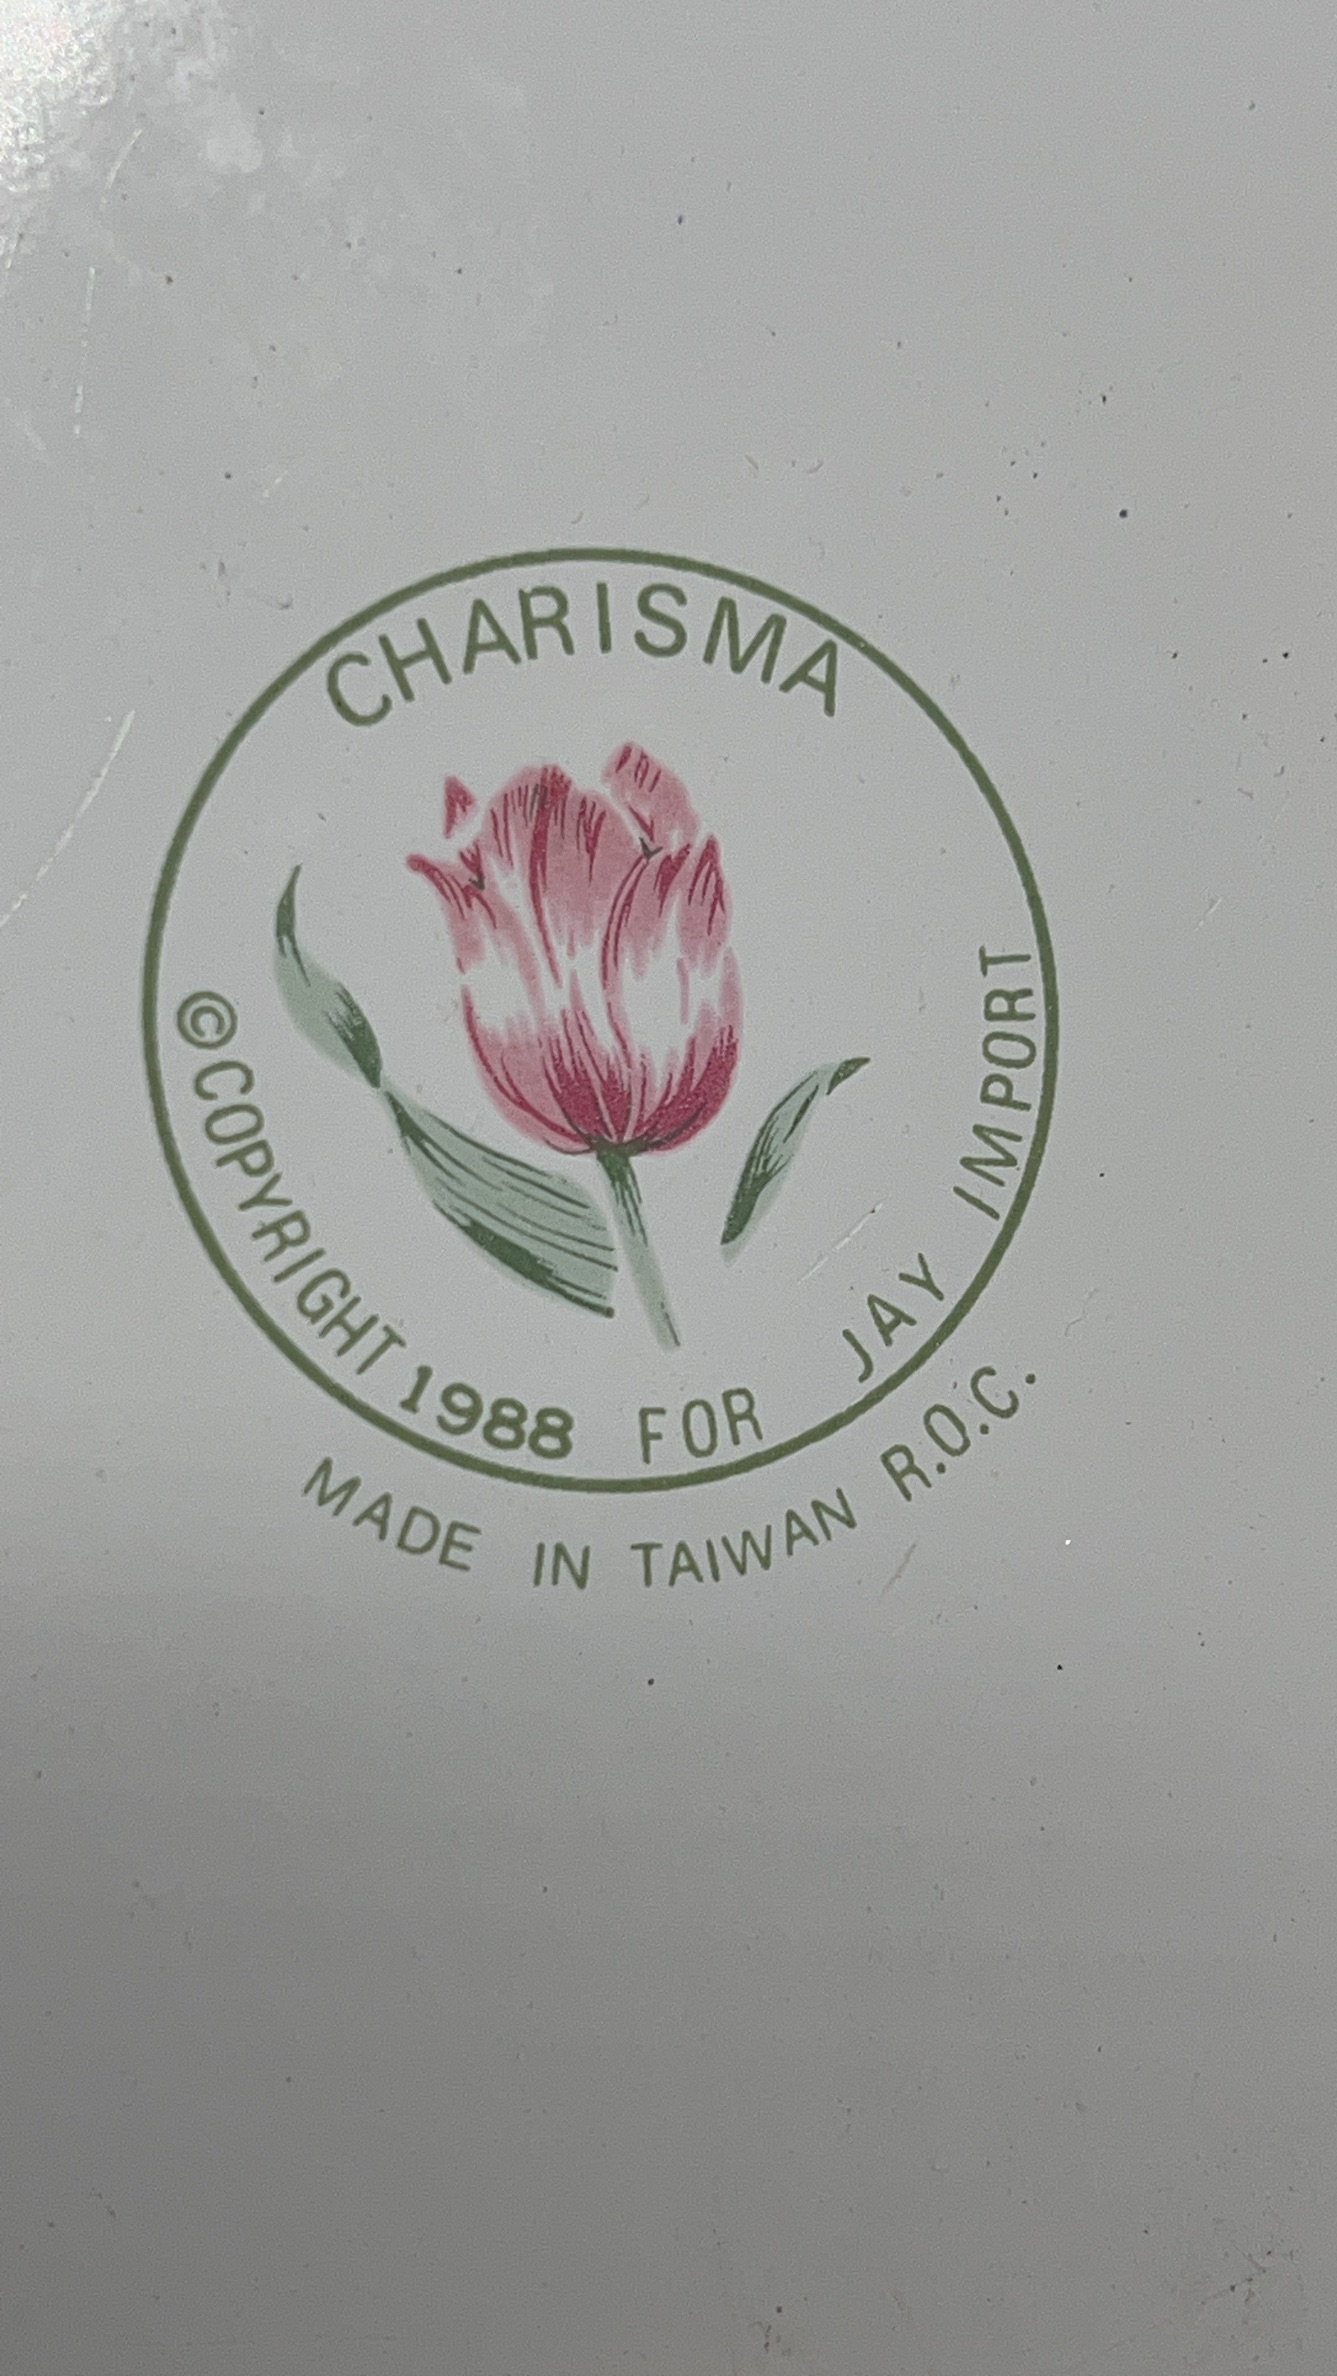 CHARISMA
©COPYRIGHT 1988 FOR JAY IMPORT
MADE IN TAIWAN R.O.C.